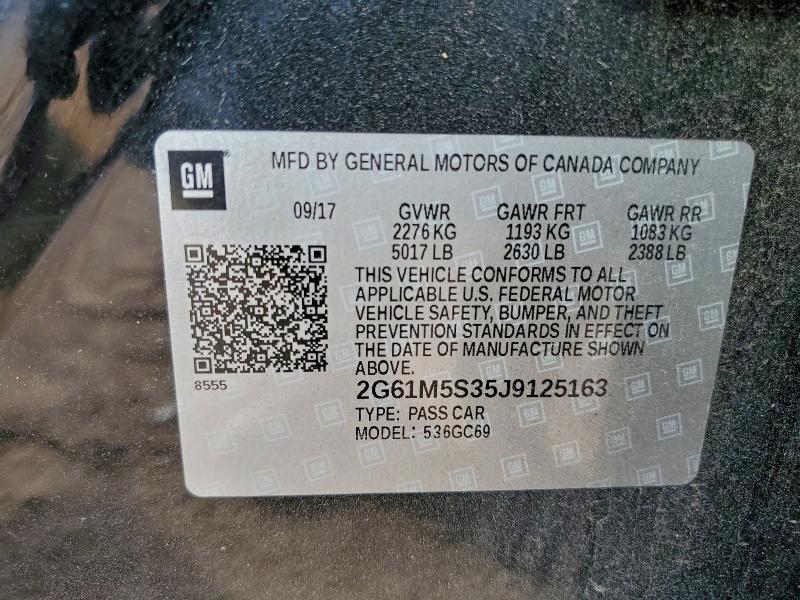 GM
MFD BY GENERAL MOTORS OF CANADA COMPANY
09/17 GVWR GAWR FRT GAWR RR
2276 KG 1193 KG 1083 KG
5017 LB 2630 LB 2388 LB
THIS VEHICLE CONFORMS TO ALL
APPLICABLE U.S. FEDERAL MOTOR
VEHICLE SAFETY, BUMPER, AND THEFT
PREVENTION STANDARDS IN EFFECT ON
THE DATE OF MANUFACTURE SHOWN
ABOVE.
8555
2G61M5S35J9125163
TYPE: PASS CAR
MODEL: 536GC69